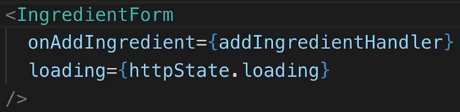 <IngredientForm
onAddIngredient={addIngredientHandler}
loading={httpState.loading}
/>